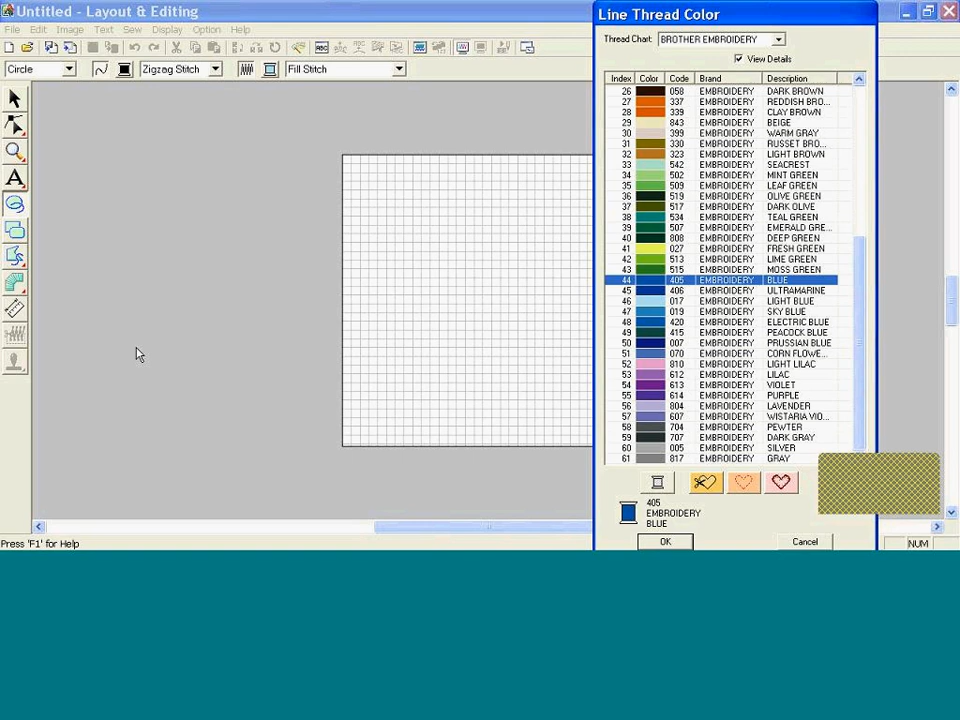 Untitled - Layout & Editing
File Edit Image Text Sew Display Option Help
Circle Zigzag Stitch Fill Stitch
Line Thread Color
Thread Chart: BROTHER EMBROIDERY
View Details
Index Color Code Brand Description
26 058 EMBROIDERY DARK BROWN
27 337 EMBROIDERY REDDISH BRO...
28 339 EMBROIDERY CLAY BROWN
29 843 EMBROIDERY BEIGE
30 399 EMBROIDERY WARM GRAY
31 330 EMBROIDERY RUSSET BRO...
32 323 EMBROIDERY LIGHT BROWN
33 542 EMBROIDERY SEACREST
34 502 EMBROIDERY MINT GREEN
35 509 EMBROIDERY LEAF GREEN
36 519 EMBROIDERY OLIVE GREEN
37 517 EMBROIDERY DARK OLIVE
38 534 EMBROIDERY TEAL GREEN
39 507 EMBROIDERY EMERALD GRE...
40 808 EMBROIDERY DEEP GREEN
41 027 EMBROIDERY FRESH GREEN
42 513 EMBROIDERY LIME GREEN
43 515 EMBROIDERY MOSS GREEN
44 405 EMBROIDERY BLUE
45 406 EMBROIDERY ULTRAMARINE
46 017 EMBROIDERY LIGHT BLUE
47 019 EMBROIDERY SKY BLUE
48 420 EMBROIDERY ELECTRIC BLUE
49 415 EMBROIDERY PEACOCK BLUE
50 007 EMBROIDERY PRUSSIAN BLUE
51 070 EMBROIDERY CORN FLOWE...
52 810 EMBROIDERY LIGHT LILAC
53 612 EMBROIDERY LILAC
54 613 EMBROIDERY VIOLET
55 614 EMBROIDERY PURPLE
56 804 EMBROIDERY LAVENDER
57 607 EMBROIDERY WISTARIA VIO...
58 704 EMBROIDERY PEWTER
59 707 EMBROIDERY DARK GRAY
60 005 EMBROIDERY SILVER
61 817 EMBROIDERY GRAY
405
EMBROIDERY
BLUE
OK Cancel
Press 'F1' for Help
NUM